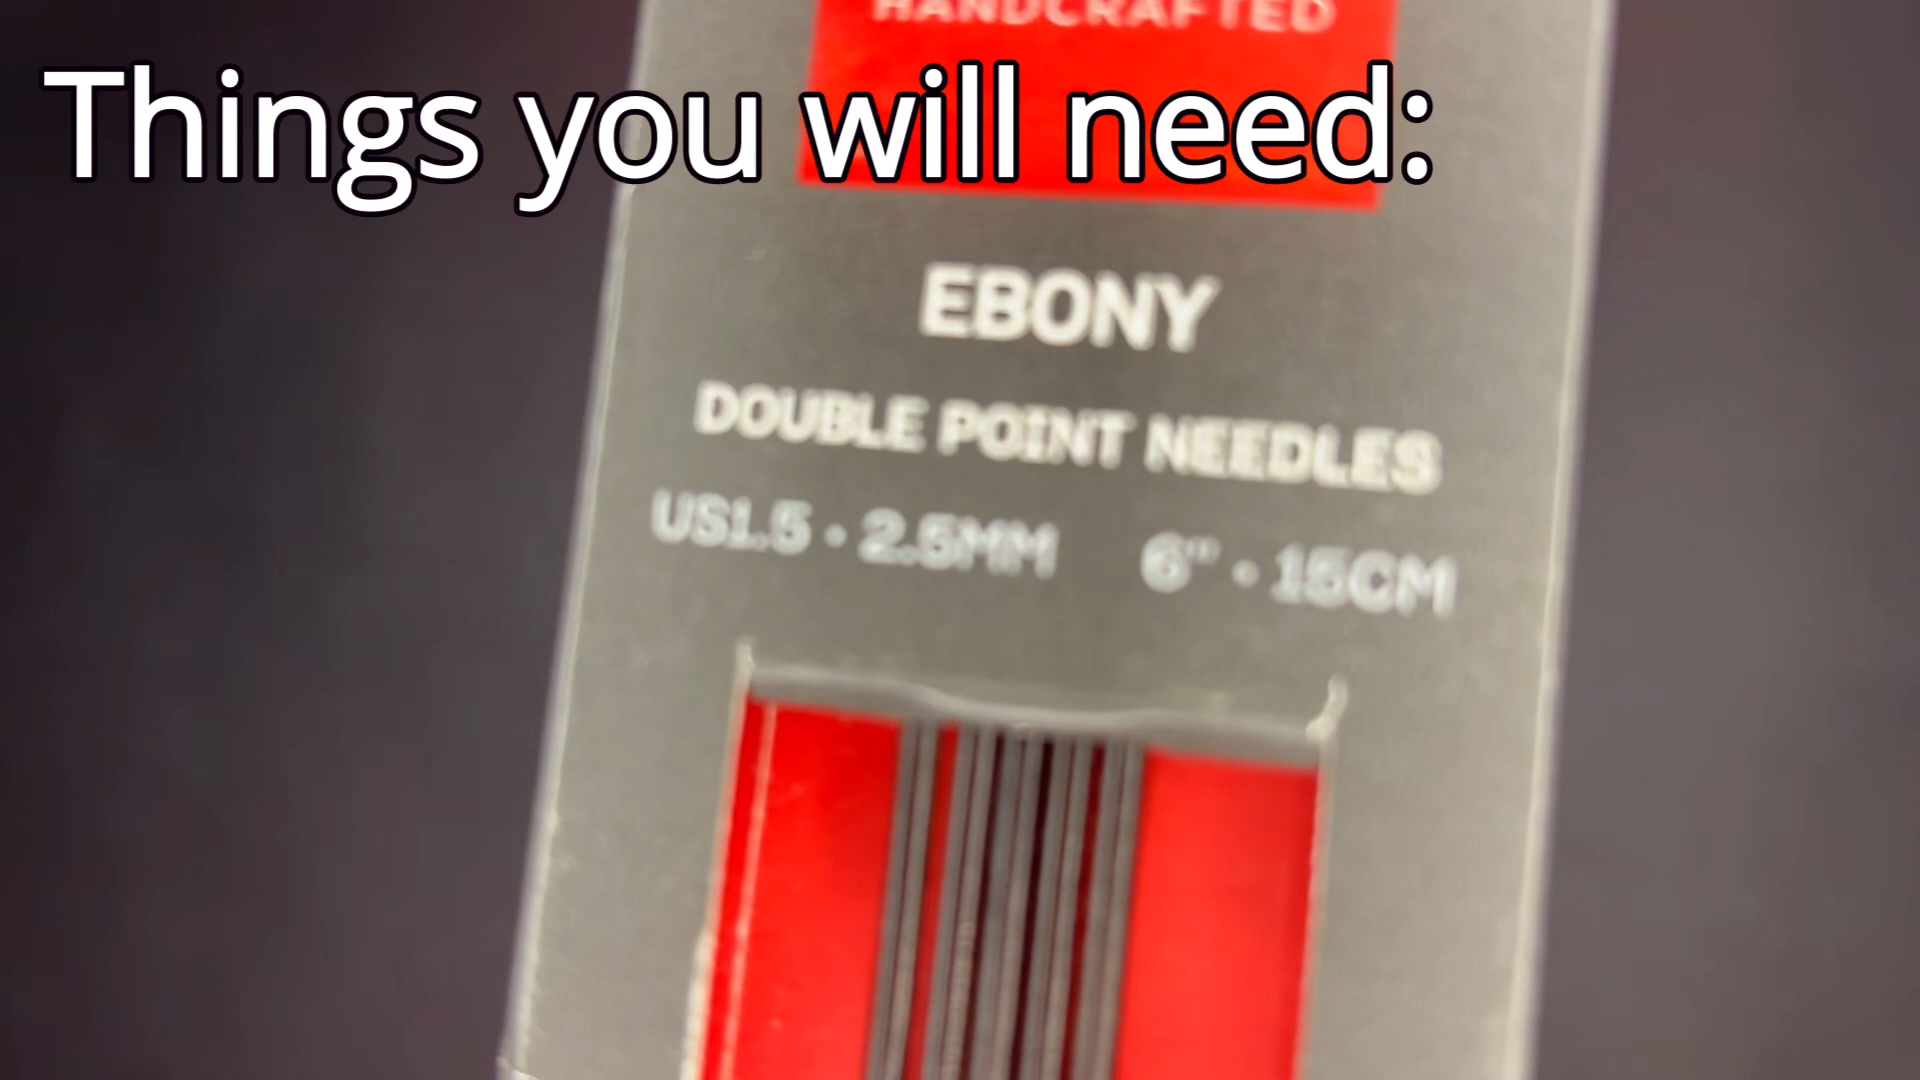 HANDCRAFTED
Things you will need:
EBONY
DOUBLE POINT NEEDLES
US1.5 · 2.5MM 6" · 15CM